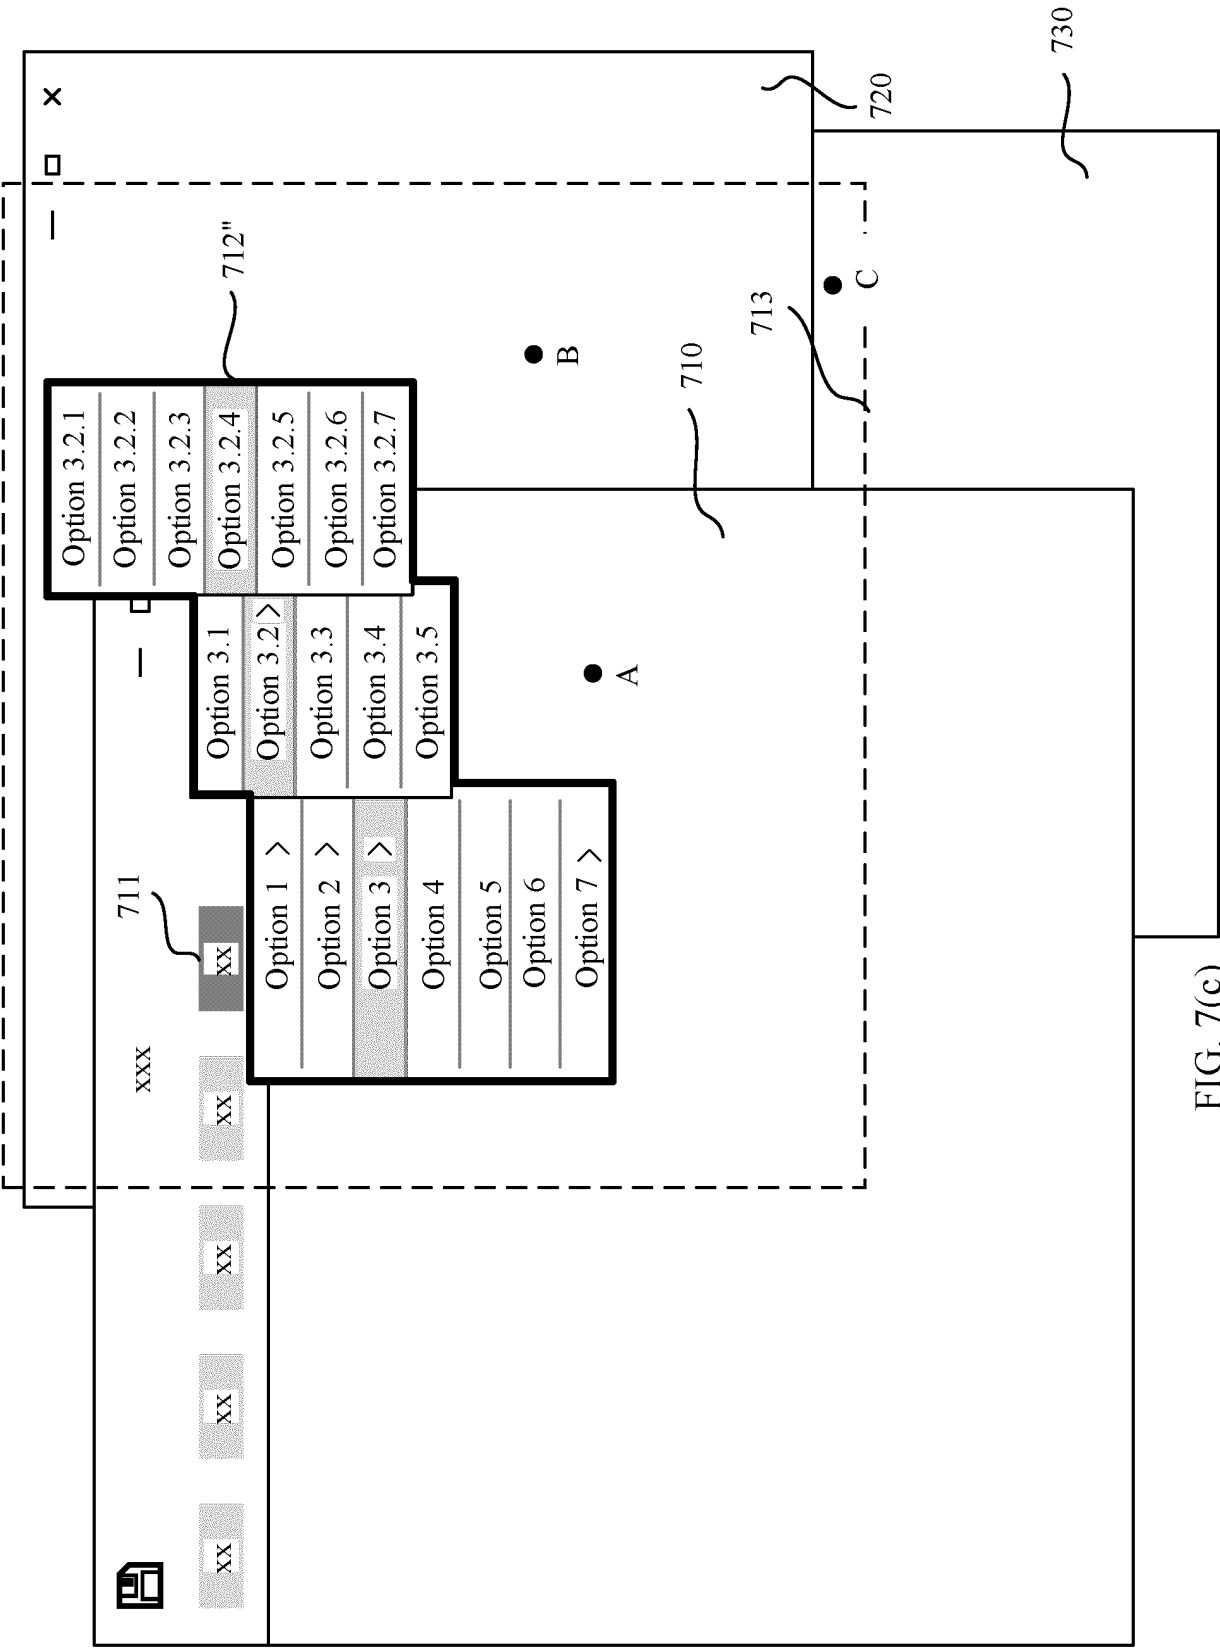 xxx
×
711
xx
xx
xx
xx
xx
712"
Option 3.2.1
Option 3.2.2
Option 3.2.3
Option 3.2.4
Option 3.2.5
Option 3.2.6
Option 3.2.7
Option 3.1
Option 3.2 >
Option 3.3
Option 3.4
Option 3.5
Option 1 >
Option 2 >
Option 3 >
Option 4
Option 5
Option 6
Option 7 >
A
B
C
710
713
720
730
FIG. 7(c)